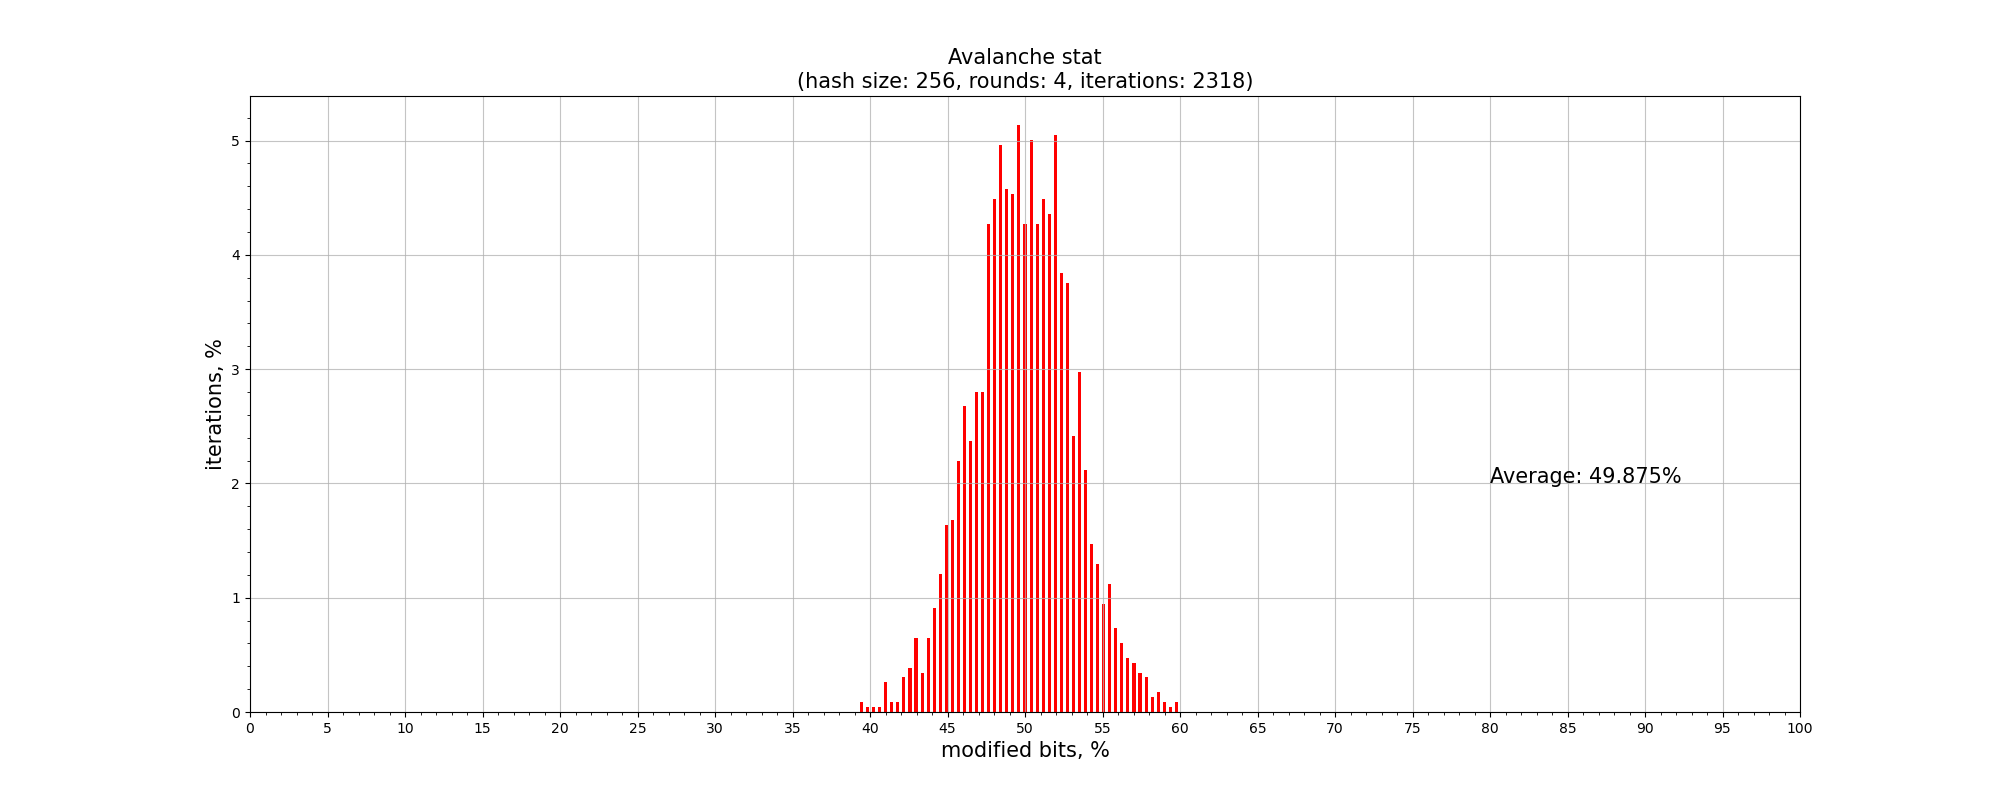 Avalanche stat
(hash size: 256, rounds: 4, iterations: 2318)
5
4
3
2
1
0
iterations, %
Average: 49.875%
0 5 10 15 20 25 30 35 40 45 50 55 60 65 70 75 80 85 90 95 100
modified bits, %